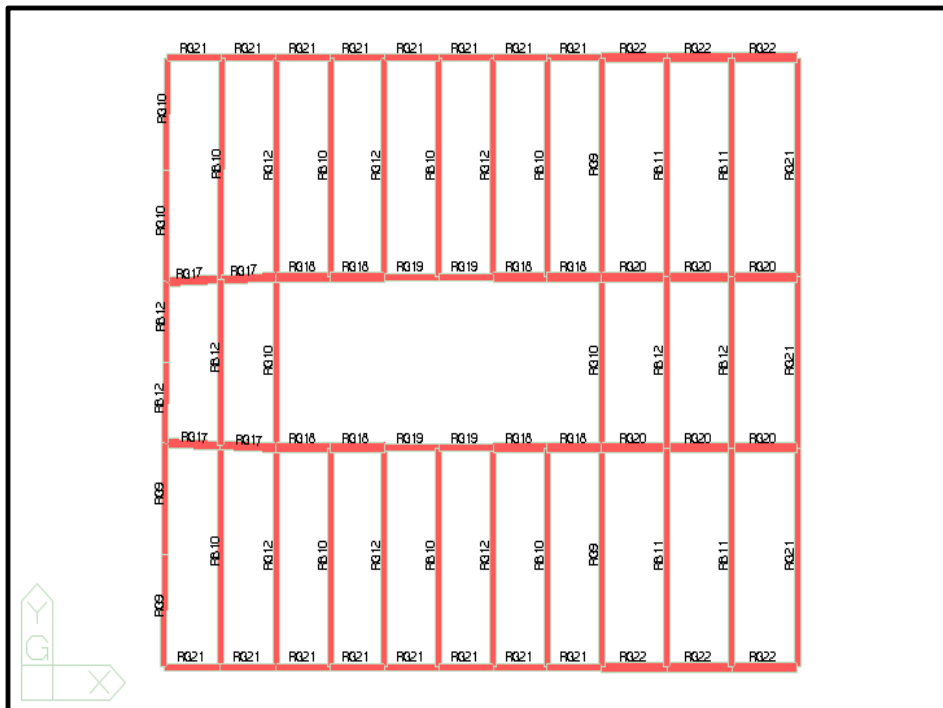 RG21 RG21 RG21 RG21 RG21 RG21 RG21 RG21 RG22 RG22 RG22
RG10 RB10 RG12 RB10 RG12 RB10 RG12 RB10 RG9 RB11 RB11 RG21
RG10
RG17 RG17 RG18 RG18 RG19 RG19 RG18 RG18 RG20 RG20 RG20
RB12 RB12 RG10 RG10 RB12 RB12 RG21
RB12
RG17 RG17 RG18 RG18 RG19 RG19 RG18 RG18 RG20 RG20 RG20
RG9 RB10 RG12 RB10 RG12 RB10 RG12 RB10 RG9 RB11 RB11 RG21
RG9
RG21 RG21 RG21 RG21 RG21 RG21 RG21 RG21 RG22 RG22 RG22
Y
G
X